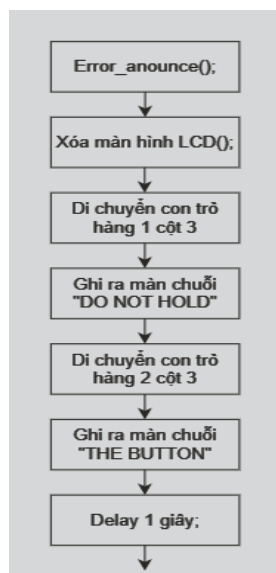 Error_anounce();
Xóa màn hình LCD();
Di chuyển con trỏ
hàng 1 cột 3
Ghi ra màn chuỗi
"DO NOT HOLD"
Di chuyển con trỏ
hàng 2 cột 3
Ghi ra màn chuỗi
"THE BUTTON"
Delay 1 giây;